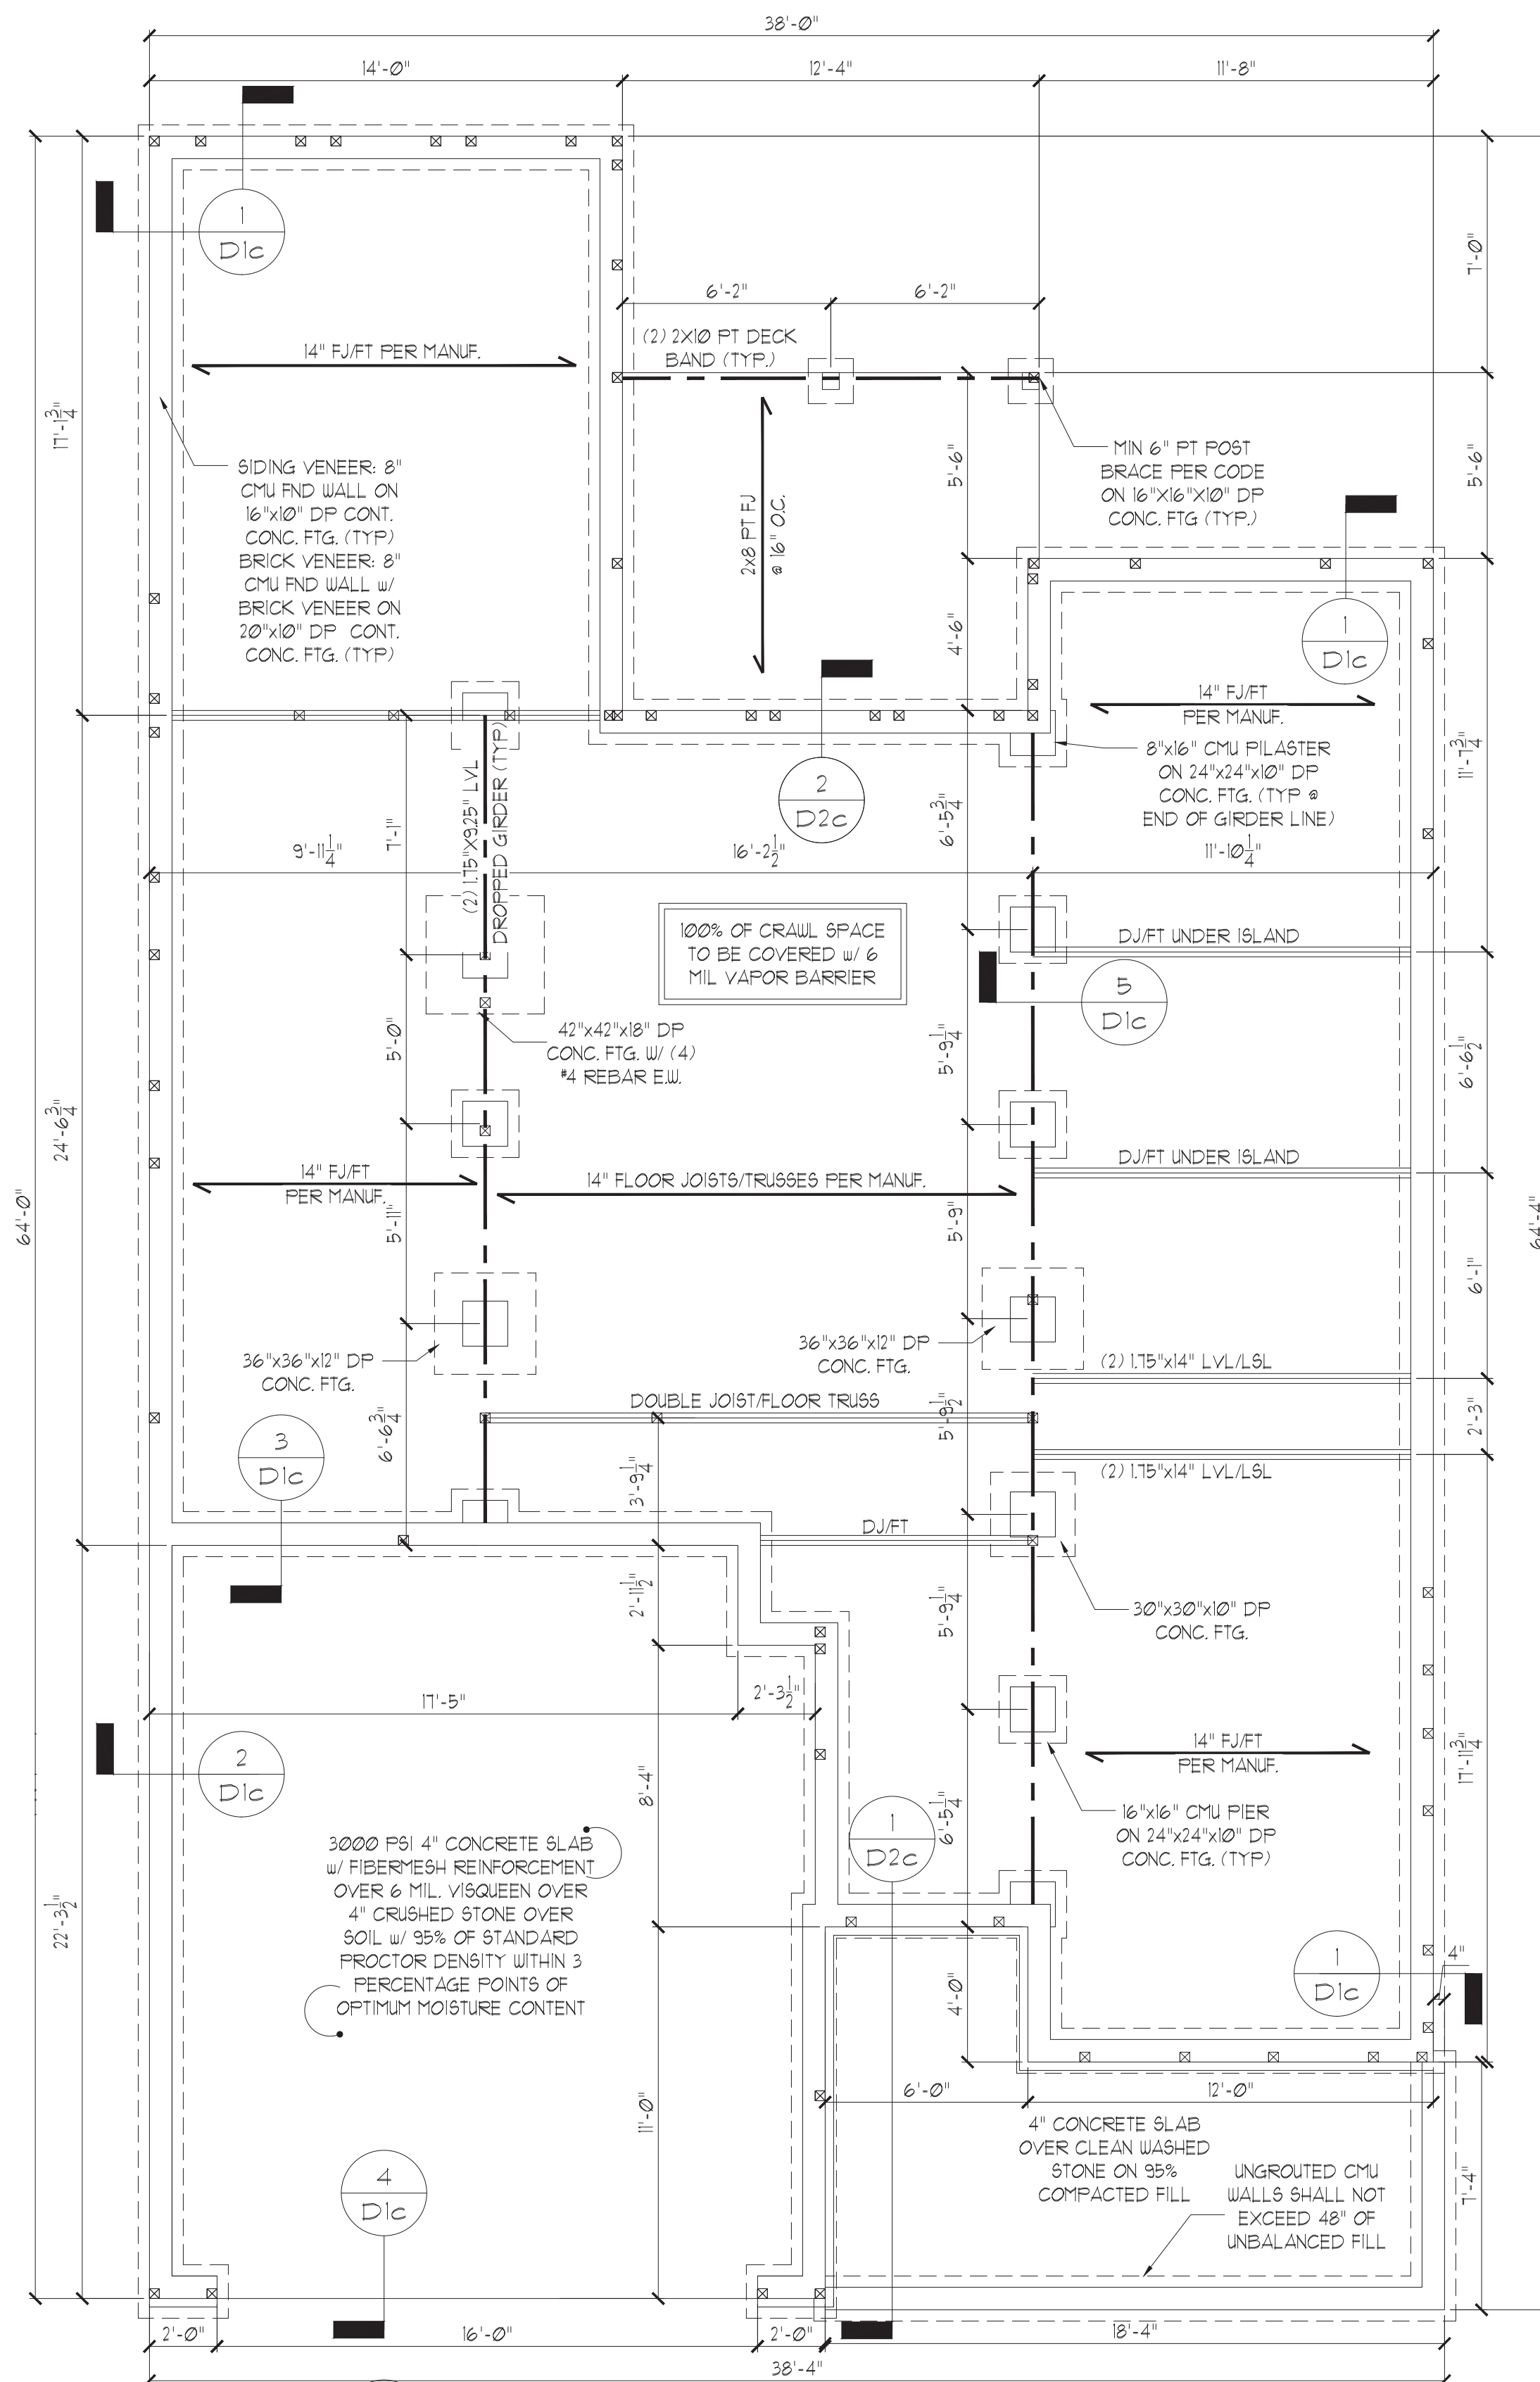 38'-0"
14'-0"
12'-4"
11'-8"
1
D1c
7'-0"
6'-2"
6'-2"
(2) 2X10 PT DECK
BAND (TYP.)
14" FJ/FT PER MANUF.
17'-1 3/4"
SIDING VENEER: 8"
CMU FND WALL ON
16"x10" DP CONT.
CONC. FTG. (TYP)
BRICK VENEER: 8"
CMU FND WALL w/
BRICK VENEER ON
20"x10" DP CONT.
CONC. FTG. (TYP)
2x8 PT FJ
@ 16" O.C.
5'-6"
MIN 6" PT POST
BRACE PER CODE
ON 16"X16"X10" DP
CONC. FTG (TYP.)
5'-6"
4'-6"
1
D1c
14" FJ/FT
PER MANUF.
8"x16" CMU PILASTER
ON 24"x24"x10" DP
CONC. FTG. (TYP @
END OF GIRDER LINE)
11'-7 3/4"
2
D2c
(2) 1.75"X9.25" LVL
DROPPED GIRDER (TYP)
7'-1"
6'-5 3/4"
9'-11 1/4"
16'-2 1/2"
11'-10 1/4"
100% OF CRAWL SPACE
TO BE COVERED w/ 6
MIL VAPOR BARRIER
DJ/FT UNDER ISLAND
5
D1c
42"x42"x18" DP
CONC. FTG. W/ (4)
#4 REBAR E.W.
5'-0"
5'-9 1/4"
6'-6 1/2"
24'-6 3/4"
DJ/FT UNDER ISLAND
14" FJ/FT
PER MANUF.
14" FLOOR JOISTS/TRUSSES PER MANUF.
64'-0"
5'-11"
5'-9"
64'-4"
6'-1"
36"x36"x12" DP
CONC. FTG.
36"x36"x12" DP
CONC. FTG.
(2) 1.75"x14" LVL/LSL
DOUBLE JOIST/FLOOR TRUSS
6'-6 3/4"
5'-9 1/2"
2'-3"
3
D1c
3'-9 1/4"
(2) 1.75"x14" LVL/LSL
DJ/FT
2'-11 1/2"
5'-9 1/4"
30"x30"x10" DP
CONC. FTG.
17'-5"
2'-3 1/2"
2
D1c
14" FJ/FT
PER MANUF.
17'-11 3/4"
8'-4"
6'-5 1/4"
1
D2c
16"x16" CMU PIER
ON 24"x24"x10" DP
CONC. FTG. (TYP)
3000 PSI 4" CONCRETE SLAB
w/ FIBERMESH REINFORCEMENT
OVER 6 MIL. VISQUEEN OVER
4" CRUSHED STONE OVER
SOIL w/ 95% OF STANDARD
PROCTOR DENSITY WITHIN 3
PERCENTAGE POINTS OF
OPTIMUM MOISTURE CONTENT
22'-3 1/2"
1
D1c
4"
4'-0"
6'-0"
12'-0"
11'-0"
4" CONCRETE SLAB
OVER CLEAN WASHED
STONE ON 95%
COMPACTED FILL
UNGROUTED CMU
WALLS SHALL NOT
EXCEED 48" OF
UNBALANCED FILL
7'-4"
4
D1c
2'-0"
16'-0"
2'-0"
18'-4"
38'-4"